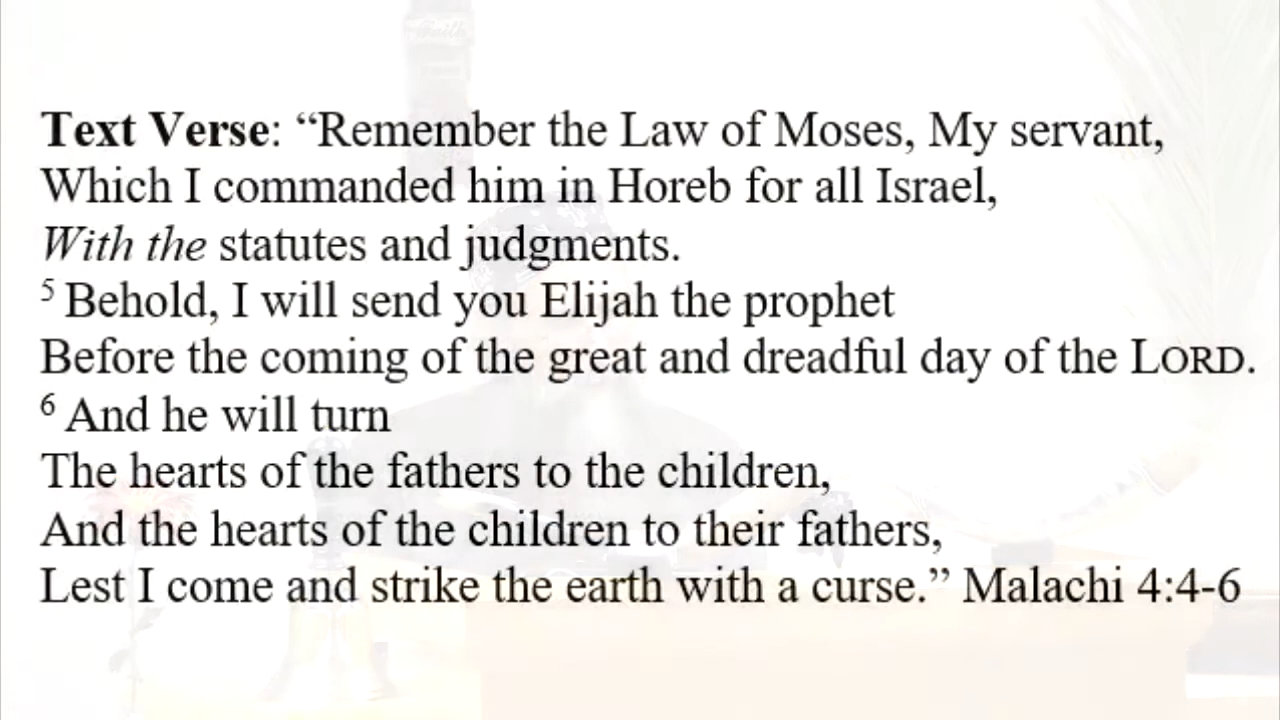 Text Verse: “Remember the Law of Moses, My servant,
Which I commanded him in Horeb for all Israel,
With the statutes and judgments.
5 Behold, I will send you Elijah the prophet
Before the coming of the great and dreadful day of the LORD.
6 And he will turn
The hearts of the fathers to the children,
And the hearts of the children to their fathers,
Lest I come and strike the earth with a curse.” Malachi 4:4-6